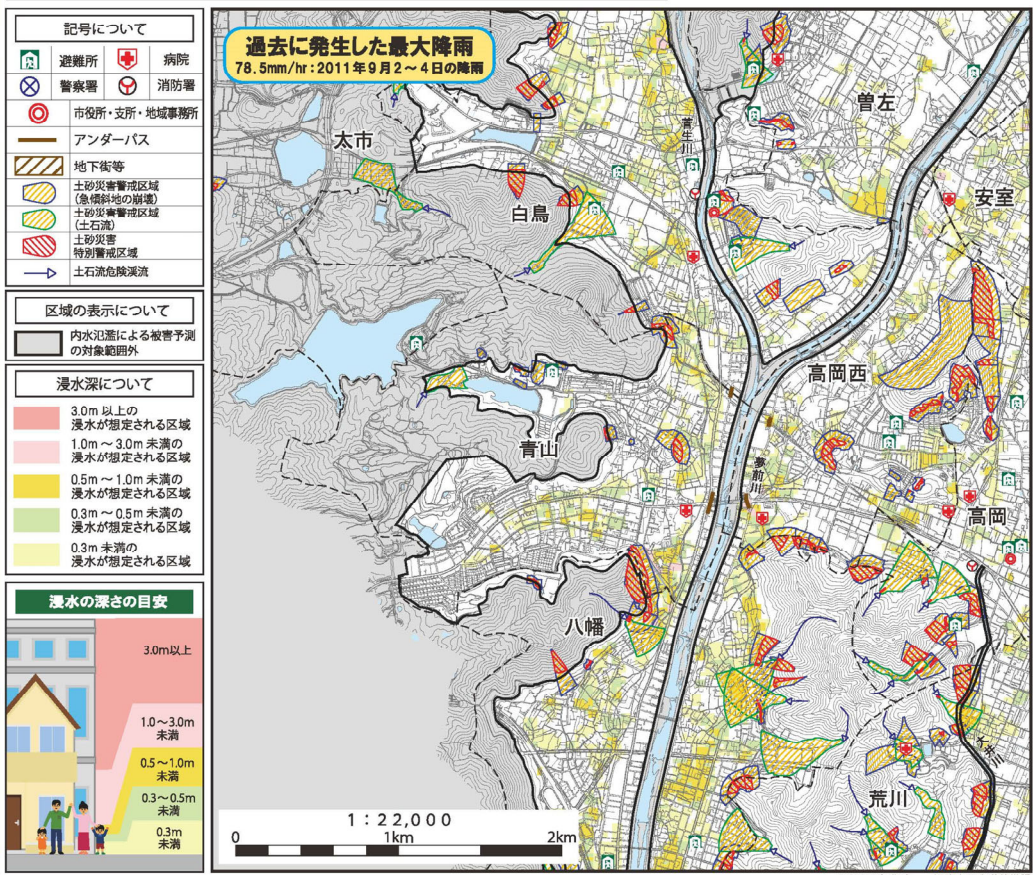 記号について
避難所
病院
警察署
消防署
市役所・支所・地域事務所
アンダーパス
地下街等
土砂災害警戒区域
(急傾斜地の崩壊)
土砂災害警戒区域
(土石流)
土砂災害
特別警戒区域
土石流危険渓流
区域の表示について
内水氾濫による被害予測
の対象範囲外
浸水深について
3.0m 以上の
浸水が想定される区域
1.0m ～ 3.0m 未満の
浸水が想定される区域
0.5m ～ 1.0m 未満の
浸水が想定される区域
0.3m ～ 0.5m 未満の
浸水が想定される区域
0.3m 未満の
浸水が想定される区域
浸水の深さの目安
3.0m以上
1.0～3.0m
未満
0.5～1.0m
未満
0.3～0.5m
未満
0.3m
未満
過去に発生した最大降雨
78.5mm/hr:2011年9月2～4日の降雨
太市
曽左
菅生川
白鳥
安室
高岡西
青山
夢前川
高岡
八幡
大井川
荒川
1：22,000
0 1km 2km